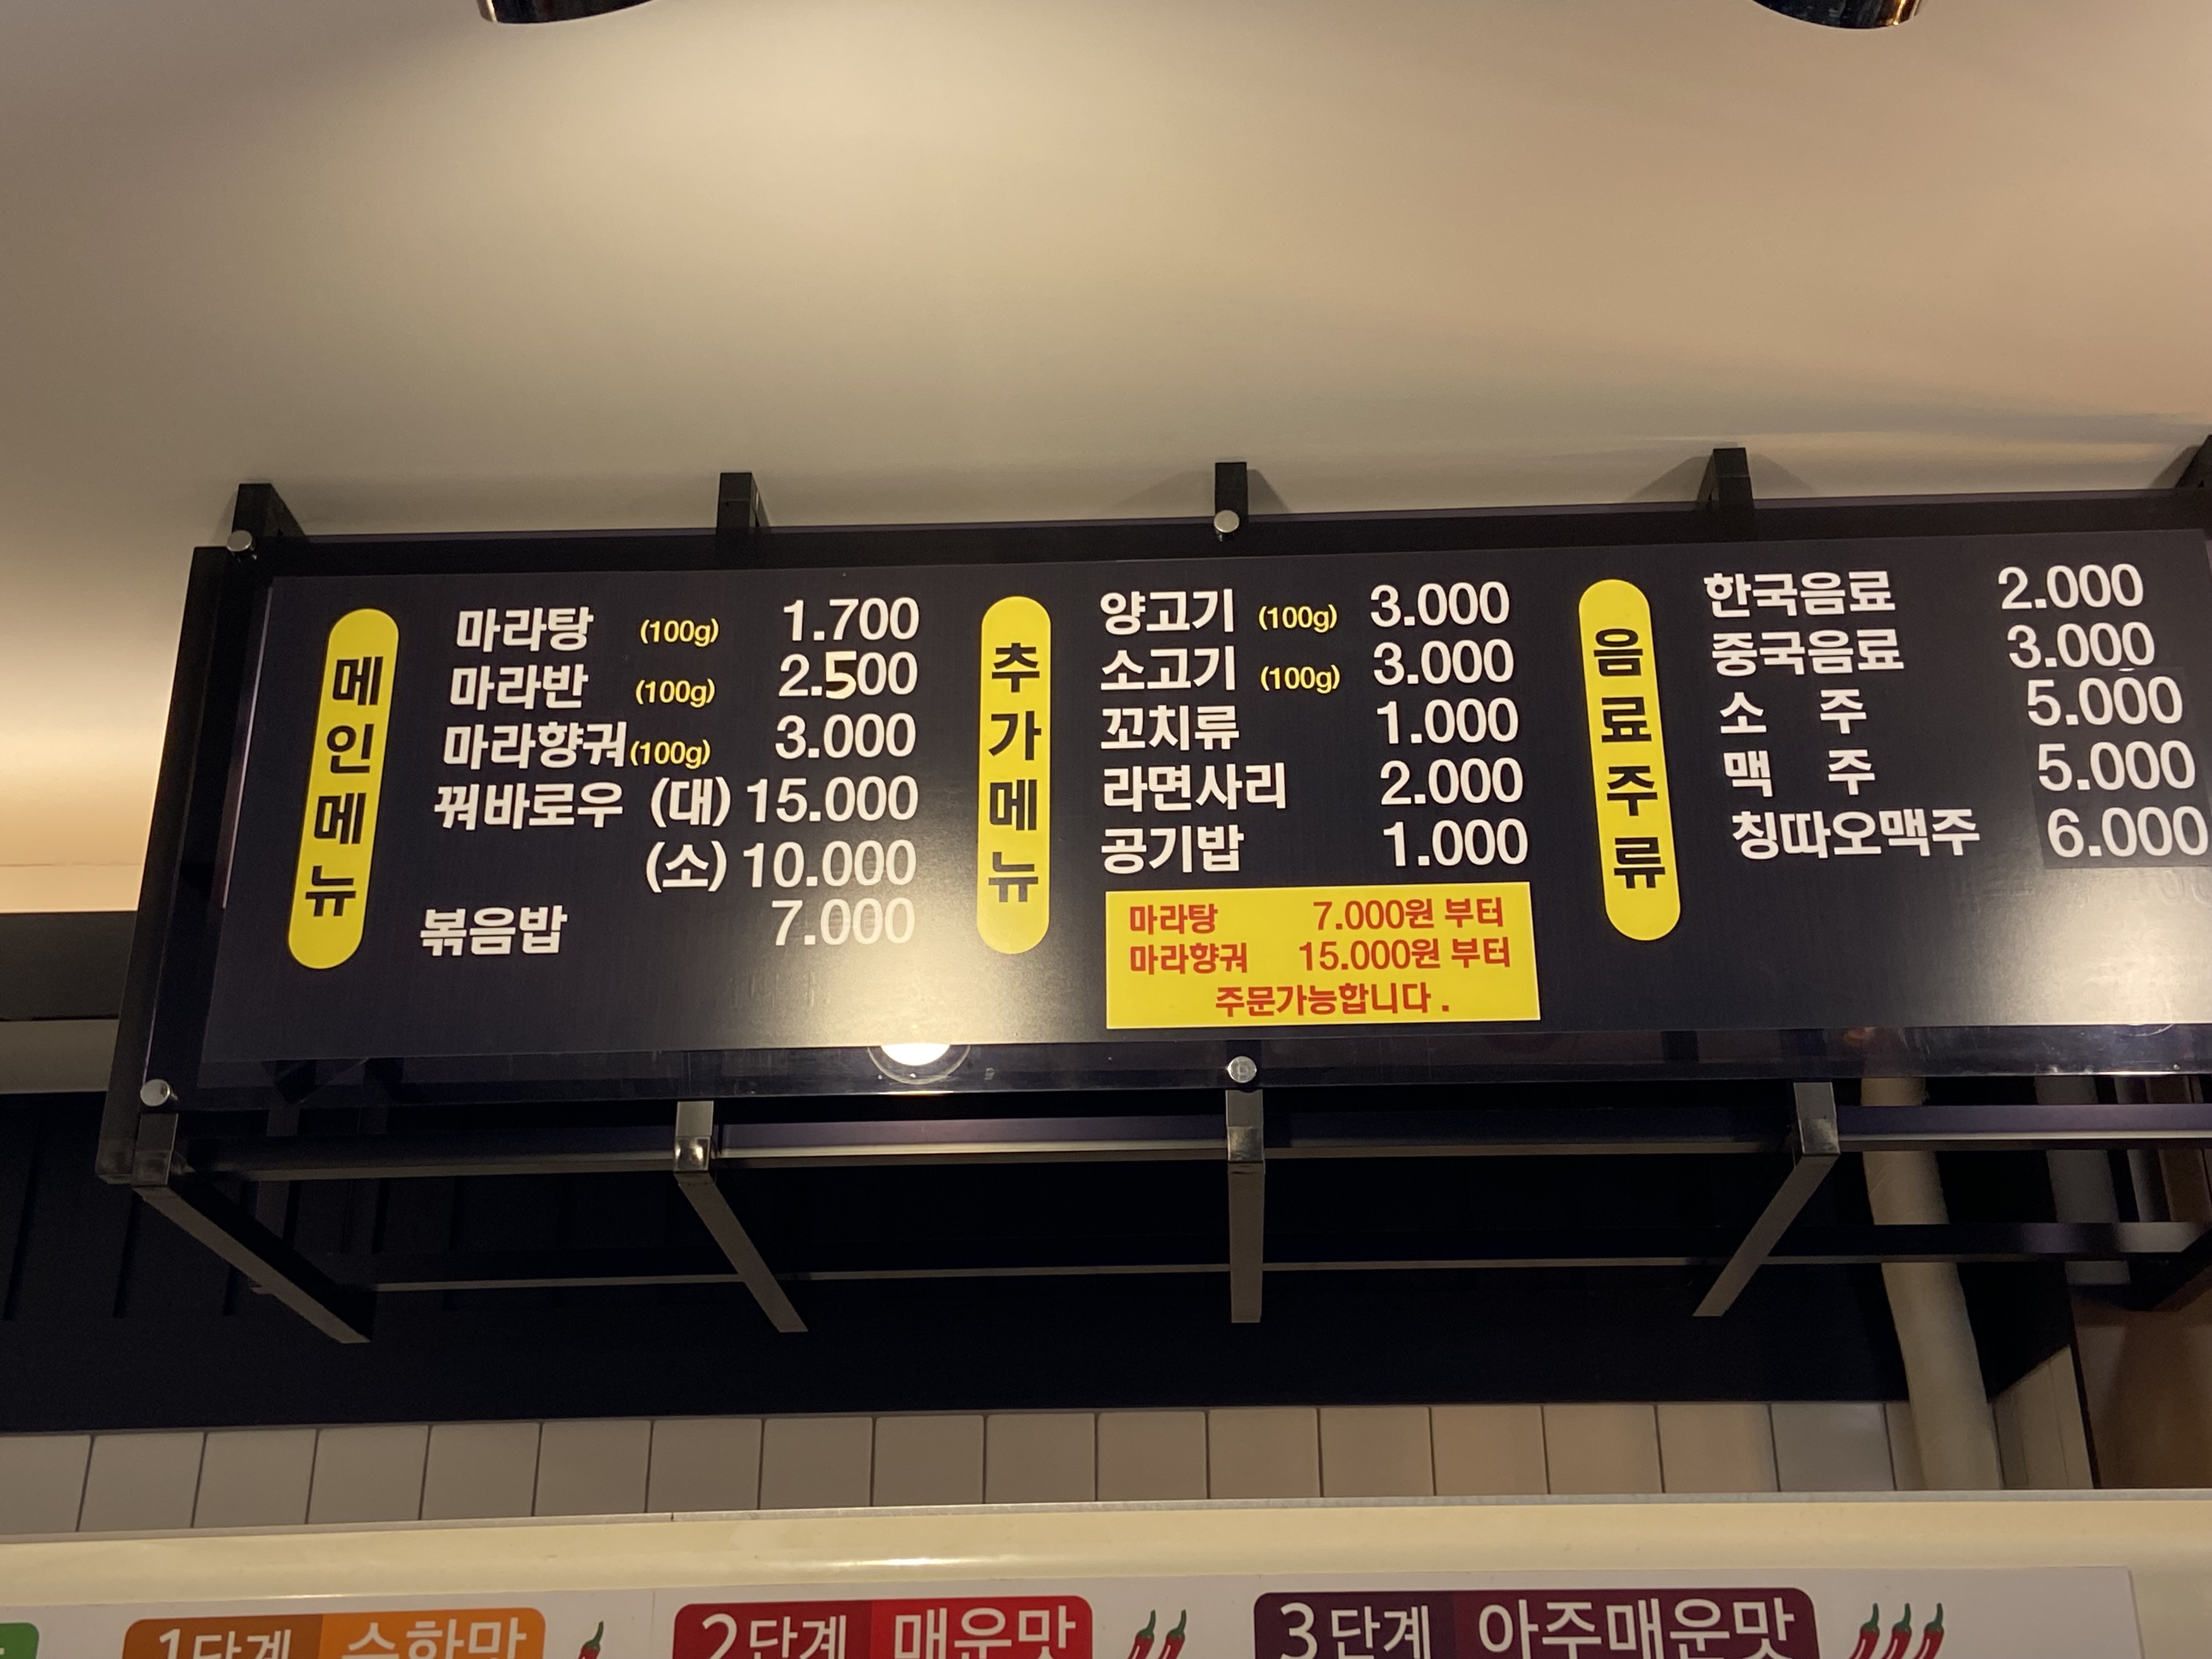 메인메뉴
마라탕 (100g) 1.700
마라반 (100g) 2.500
마라향궈(100g) 3.000
꿔바로우 (대) 15.000
(소) 10.000
볶음밥 7.000
추가메뉴
양고기 (100g) 3.000
소고기 (100g) 3.000
꼬치류 1.000
라면사리 2.000
공기밥 1.000
마라탕 7.000원 부터
마라향궈 15.000원 부터
주문가능합니다 .
음료주류
한국음료 2.000
중국음료 3.000
소 주 5.000
맥 주 5.000
칭따오맥주 6.000
1단계 순한맛
2단계 매운맛
3단계 아주매운맛